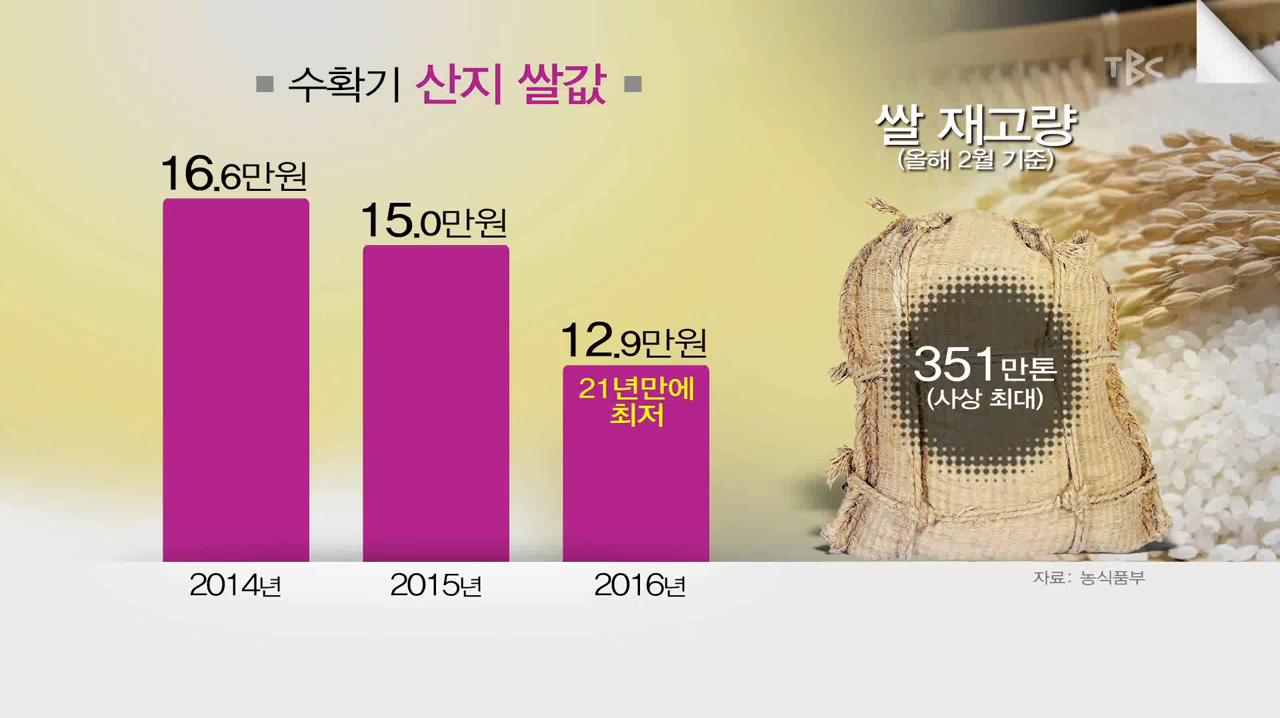 ■ 수확기 산지 쌀값 ■
16.6만원
15.0만원
12.9만원
21년만에
최저
2014년
2015년
2016년
TBC
쌀 재고량
(올해 2월 기준)
351만톤
(사상 최대)
자료: 농식품부